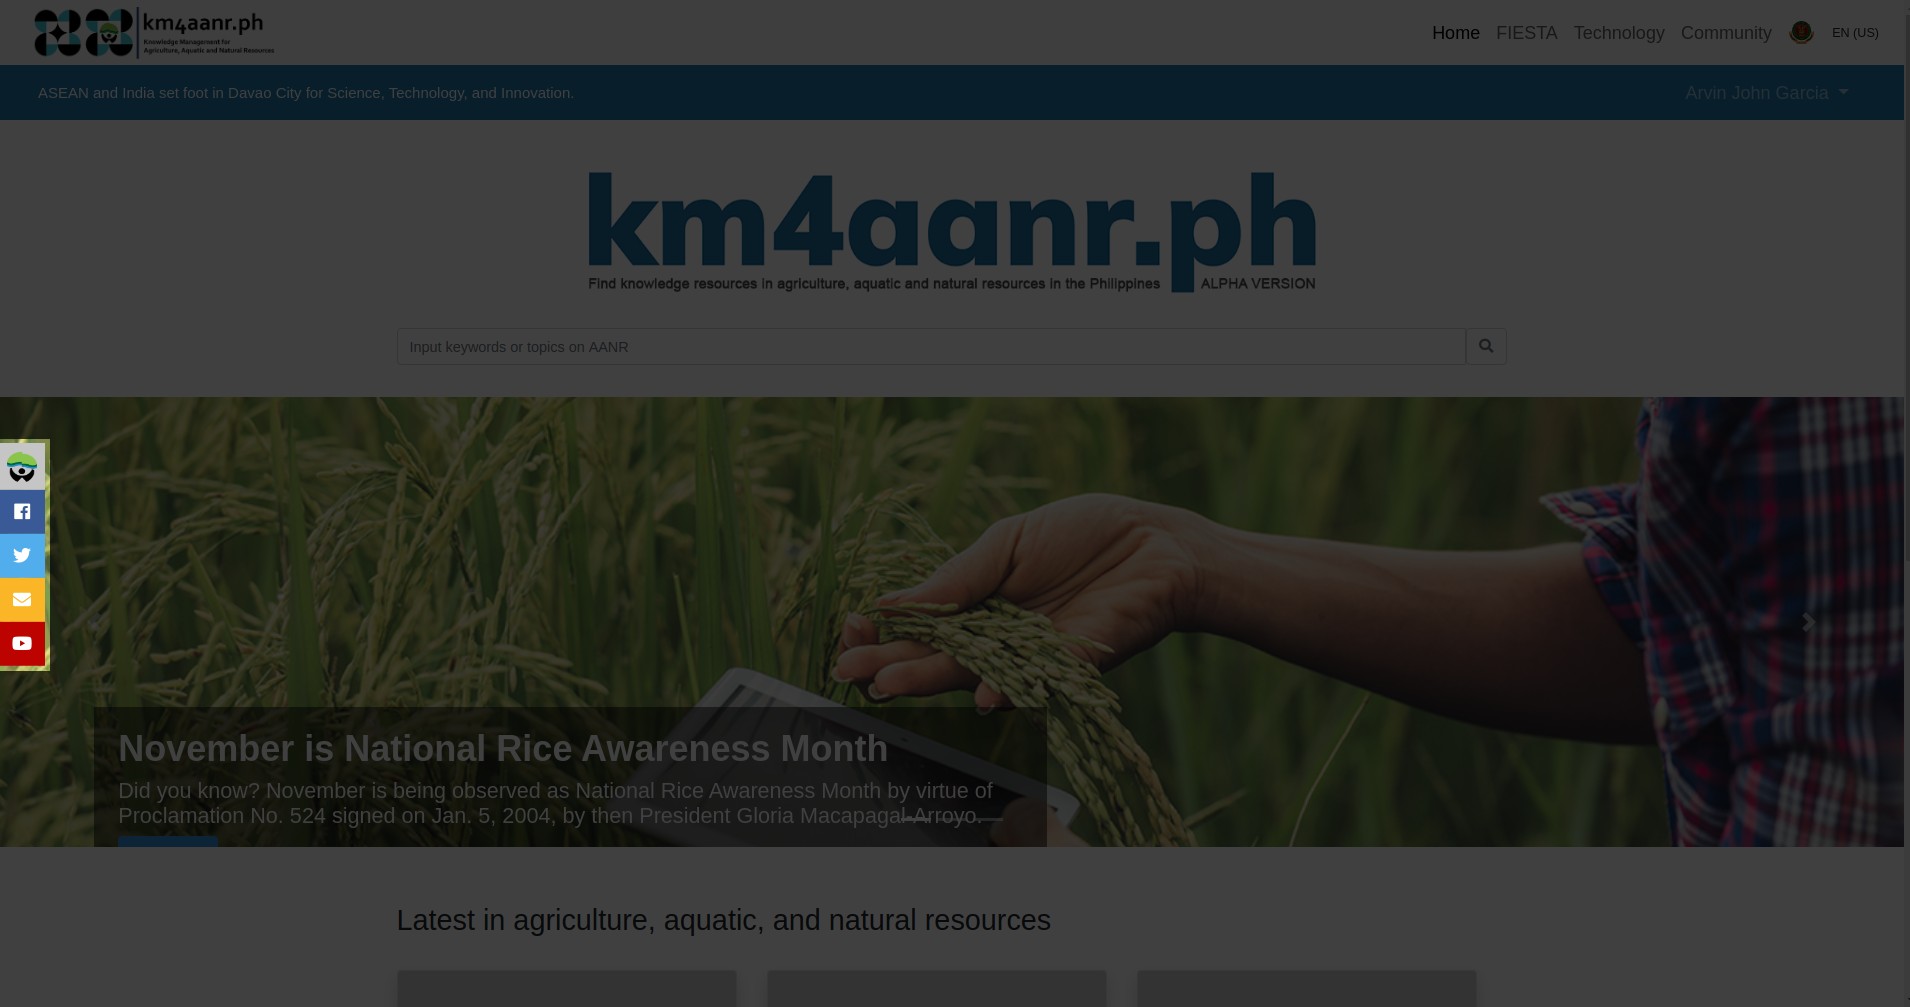 km4aanr.ph
Knowledge Management for
Agriculture, Aquatic and Natural Resources
Home FIESTA Technology Community EN (US)
ASEAN and India set foot in Davao City for Science, Technology, and Innovation.
Arvin John Garcia
km4aanr.ph
Find knowledge resources in agriculture, aquatic and natural resources in the Philippines ALPHA VERSION
Input keywords or topics on AANR
November is National Rice Awareness Month
Did you know? November is being observed as National Rice Awareness Month by virtue of
Proclamation No. 524 signed on Jan. 5, 2004, by then President Gloria Macapagal-Arroyo.
Latest in agriculture, aquatic, and natural resources